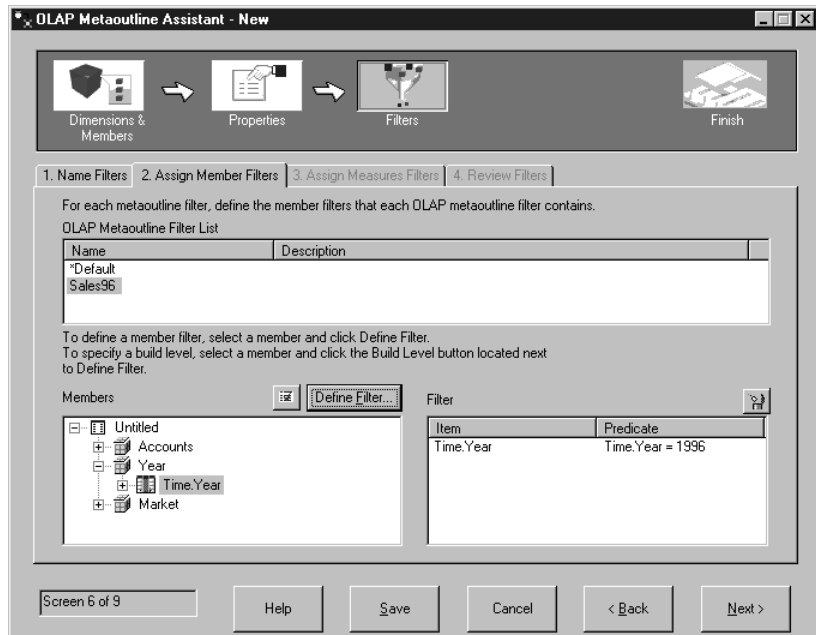 OLAP Metaoutline Assistant - New
Dimensions & Members
Properties
Filters
Finish
1. Name Filters 2. Assign Member Filters 3. Assign Measures Filters 4. Review Filters
For each metaoutline filter, define the member filters that each OLAP metaoutline filter contains.
OLAP Metaoutline Filter List
Name Description
*Default
Sales96
To define a member filter, select a member and click Define Filter.
To specify a build level, select a member and click the Build Level button located next
to Define Filter.
Members Define Filter... Filter
Untitled
Accounts
Year
Time.Year
Market
Item Predicate
Time.Year Time.Year = 1996
Screen 6 of 9 Help Save Cancel < Back Next >